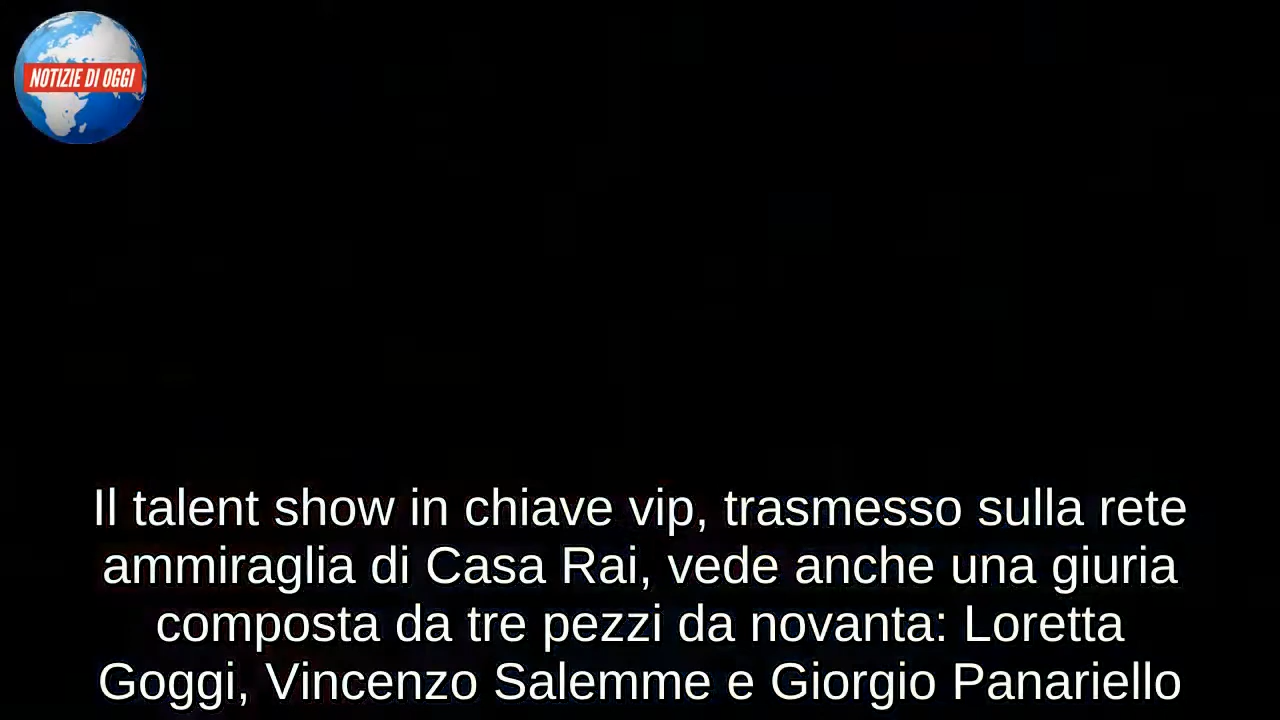 NOTIZIE DI OGGI
Il talent show in chiave vip, trasmesso sulla rete
ammiraglia di Casa Rai, vede anche una giuria
composta da tre pezzi da novanta: Loretta
Goggi, Vincenzo Salemme e Giorgio Panariello